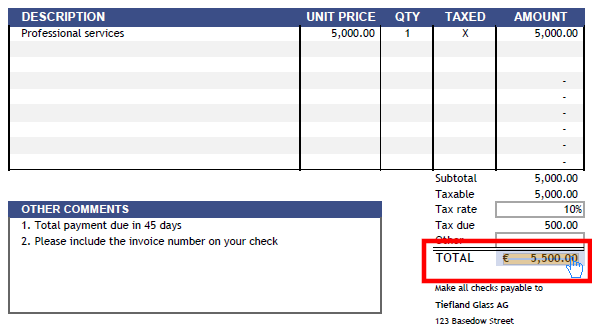 DESCRIPTION UNIT PRICE QTY TAXED AMOUNT
Professional services 5,000.00 1 X 5,000.00
-
-
-
-
-
-
Subtotal 5,000.00
Taxable 5,000.00
Tax rate 10%
Tax due 500.00
Other
TOTAL € 5,500.00
OTHER COMMENTS
1. Total payment due in 45 days
2. Please include the invoice number on your check
Make all checks payable to
Tiefland Glass AG
123 Basedow Street